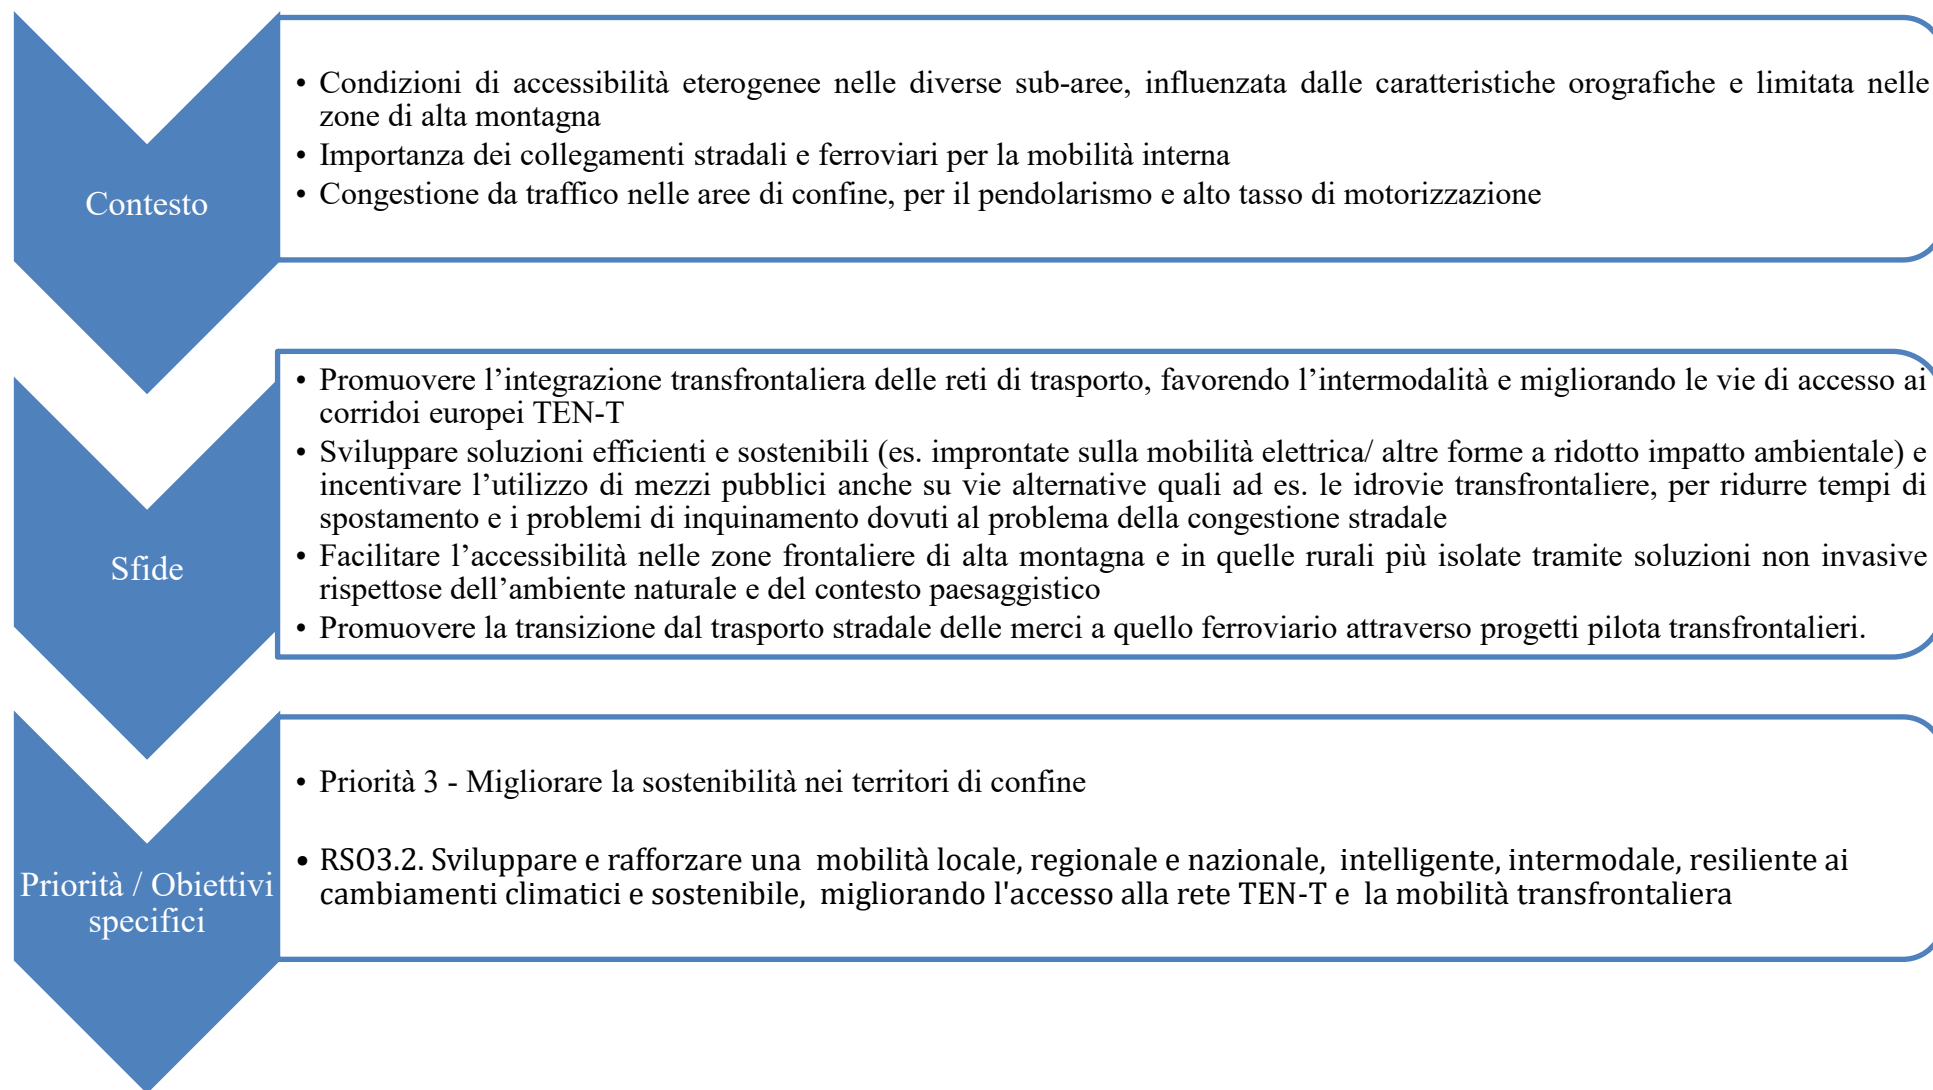 Contesto
• Condizioni di accessibilità eterogenee nelle diverse sub-aree, influenzata dalle caratteristiche orografiche e limitata nelle
zone di alta montagna
• Importanza dei collegamenti stradali e ferroviari per la mobilità interna
• Congestione da traffico nelle aree di confine, per il pendolarismo e alto tasso di motorizzazione
Sfide
• Promuovere l’integrazione transfrontaliera delle reti di trasporto, favorendo l’intermodalità e migliorando le vie di accesso ai
corridoi europei TEN-T
• Sviluppare soluzioni efficienti e sostenibili (es. improntate sulla mobilità elettrica/ altre forme a ridotto impatto ambientale) e
incentivare l’utilizzo di mezzi pubblici anche su vie alternative quali ad es. le idrovie transfrontaliere, per ridurre tempi di
spostamento e i problemi di inquinamento dovuti al problema della congestione stradale
• Facilitare l’accessibilità nelle zone frontaliere di alta montagna e in quelle rurali più isolate tramite soluzioni non invasive
rispettose dell’ambiente naturale e del contesto paesaggistico
• Promuovere la transizione dal trasporto stradale delle merci a quello ferroviario attraverso progetti pilota transfrontalieri.
Priorità / Obiettivi
specifici
• Priorità 3 - Migliorare la sostenibilità nei territori di confine
• RSO3.2. Sviluppare e rafforzare una mobilità locale, regionale e nazionale, intelligente, intermodale, resiliente ai
cambiamenti climatici e sostenibile, migliorando l'accesso alla rete TEN-T e la mobilità transfrontaliera